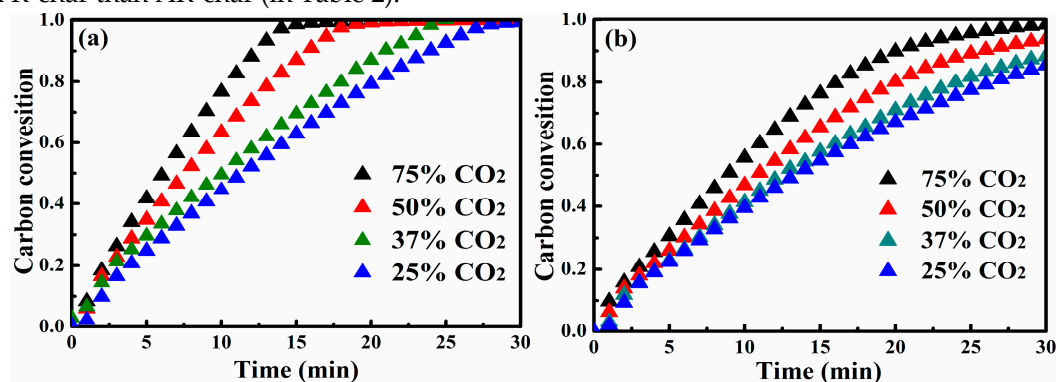 char than AR char (in Table 2).
(a)
Carbon convesition
1.0
0.8
0.6
0.4
0.2
0.0
75% CO2
50% CO2
37% CO2
25% CO2
0 5 10 15 20 25 30
Time (min)
(b)
Carbon convesition
1.0
0.8
0.6
0.4
0.2
0.0
75% CO2
50% CO2
37% CO2
25% CO2
0 5 10 15 20 25 30
Time (min)